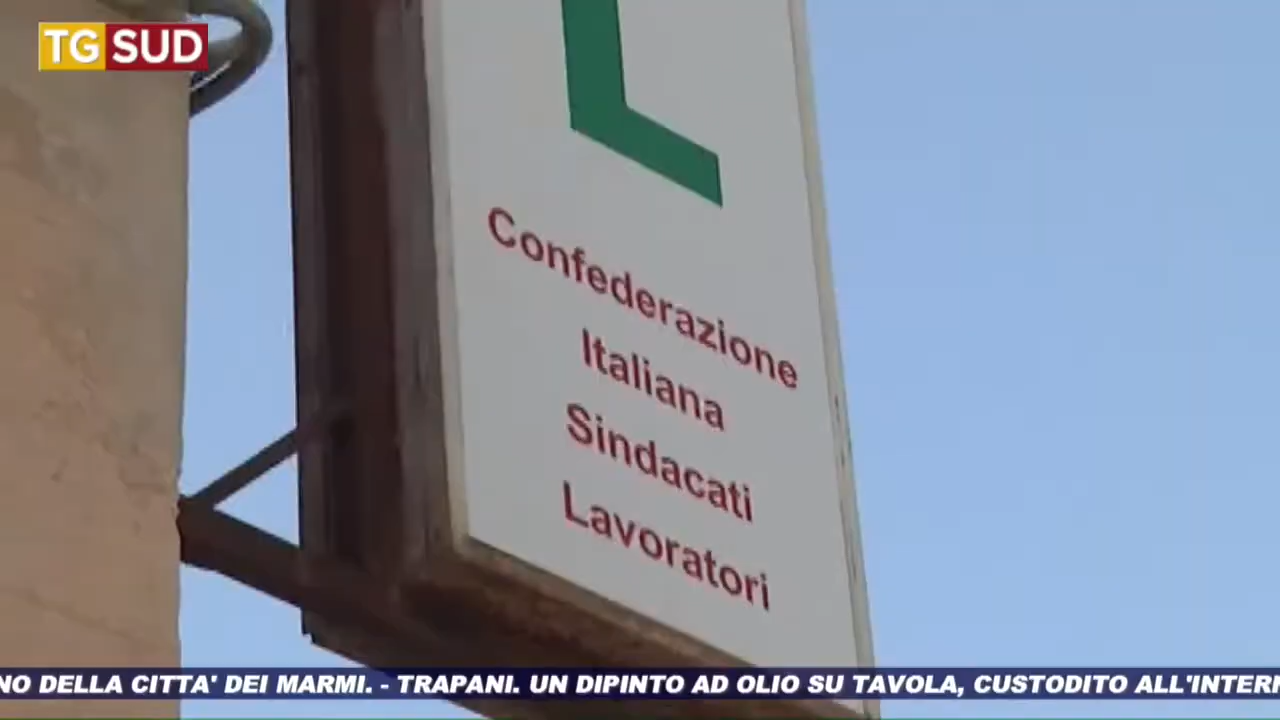 TG SUD
L
Confederazione
Italiana
Sindacati
Lavoratori
NO DELLA CITTA' DEI MARMI. - TRAPANI. UN DIPINTO AD OLIO SU TAVOLA, CUSTODITO ALL'INTERN